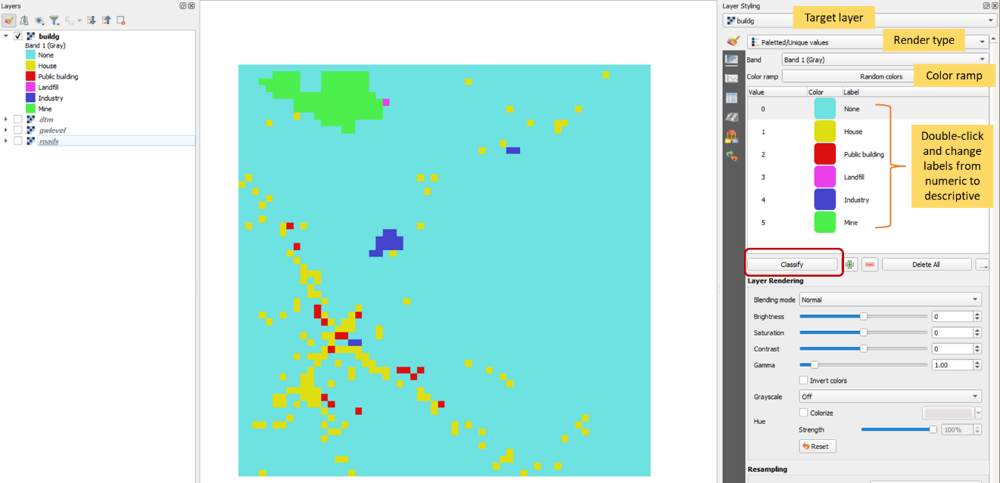 Layers
buildg
Band 1 (Gray)
None
House
Public building
Landfill
Industry
Mine
dtm
gwlevel
roads
Layer Styling
buildg
Target layer
Paletted/Unique values
Render type
Band
Band 1 (Gray)
Color ramp
Random colors
Color ramp
Value
Color
Label
0
None
1
House
2
Public building
3
Landfill
4
Industry
5
Mine
Double-click
and change
labels from
numeric to
descriptive
Classify
Delete All
...
Layer Rendering
Blending mode
Normal
Brightness
0
Saturation
0
Contrast
0
Gamma
1.00
Invert colors
Grayscale
Off
Hue
Colorize
Strength
100%
Reset
Resampling